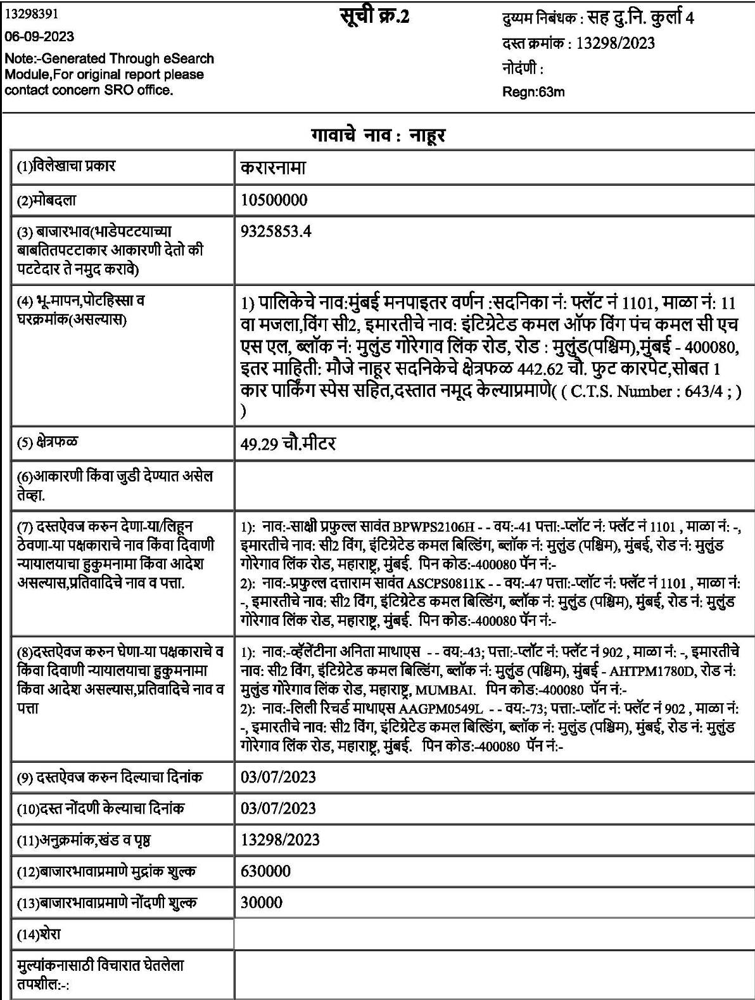 13298391
06-09-2023
Note:-Generated Through eSearch
Module,For original report please
contact concern SRO office.
सूची क्र.2
दुय्यम निबंधक : सह दु.नि. कुर्ला 4
दस्त क्रमांक : 13298/2023
नोदंणी :
Regn:63m
गावाचे नाव : नाहूर
(1)विलेखाचा प्रकार
करारनामा
(2)मोबदला
10500000
(3) बाजारभाव(भाडेपटटयाच्या
बाबतितपटटाकार आकारणी देतो की
पटटेदार ते नमुद करावे)
9325853.4
(4) भू-मापन,पोटहिस्सा व
घरक्रमांक(असल्यास)
1) पालिकेचे नाव:मुंबई मनपाइतर वर्णन :सदनिका नं: फ्लॅट नं 1101, माळा नं: 11
वा मजला,विंग सी2, इमारतीचे नाव: इंटिग्रेटेड कमल ऑफ विंग पंच कमल सी एच
एस एल, ब्लॉक नं: मुलुंड गोरेगाव लिंक रोड, रोड : मुलुंड(पश्चिम),मुंबई - 400080,
इतर माहिती: मौजे नाहूर सदनिकेचे क्षेत्रफळ 442.62 चौ. फुट कारपेट,सोबत 1
कार पार्किंग स्पेस सहित,दस्तात नमूद केल्याप्रमाणे( ( C.T.S. Number : 643/4 ; )
)
(5) क्षेत्रफळ
49.29 चौ.मीटर
(6)आकारणी किंवा जुडी देण्यात असेल
तेव्हा.
(7) दस्तऐवज करुन देणा-या/लिहून
ठेवणा-या पक्षकाराचे नाव किंवा दिवाणी
न्यायालयाचा हुकुमनामा किंवा आदेश
असल्यास,प्रतिवादिचे नाव व पत्ता.
1): नाव:-साक्षी प्रफुल्ल सावंत BPWPS2106H - - वय:-41 पत्ता:-प्लॉट नं: फ्लॅट नं 1101 , माळा नं: -,
इमारतीचे नाव: सी2 विंग, इंटिग्रेटेड कमल बिल्डिंग, ब्लॉक नं: मुलुंड (पश्चिम), मुंबई, रोड नं: मुलुंड
गोरेगाव लिंक रोड, महाराष्ट्र, मुंबई. पिन कोड:-400080 पॅन नं:-
2): नाव:-प्रफुल्ल दत्ताराम सावंत ASCPS0811K - - वय:-47 पत्ता:-प्लॉट नं: फ्लॅट नं 1101 , माळा नं:
-, इमारतीचे नाव: सी2 विंग, इंटिग्रेटेड कमल बिल्डिंग, ब्लॉक नं: मुलुंड (पश्चिम), मुंबई, रोड नं: मुलुंड
गोरेगाव लिंक रोड, महाराष्ट्र, मुंबई. पिन कोड:-400080 पॅन नं:-
(8)दस्तऐवज करुन घेणा-या पक्षकाराचे व
किंवा दिवाणी न्यायालयाचा हुकुमनामा
किंवा आदेश असल्यास,प्रतिवादिचे नाव व
पत्ता
1): नाव:-व्हॅलेंटीना अनिता माथाएस - - वय:-43; पत्ता:-प्लॉट नं: फ्लॅट नं 902 , माळा नं: -, इमारतीचे
नाव: सी2 विंग, इंटिग्रेटेड कमल बिल्डिंग, ब्लॉक नं: मुलुंड (पश्चिम), मुंबई - AHTPM1780D, रोड नं:
मुलुंड गोरेगाव लिंक रोड, महाराष्ट्र, MUMBAI. पिन कोड:-400080 पॅन नं:-
2): नाव:-लिली रिचर्ड माथाएस AAGPM0549L - - वय:-73; पत्ता:-प्लॉट नं: फ्लॅट नं 902 , माळा नं:
-, इमारतीचे नाव: सी2 विंग, इंटिग्रेटेड कमल बिल्डिंग, ब्लॉक नं: मुलुंड (पश्चिम), मुंबई, रोड नं: मुलुंड
गोरेगाव लिंक रोड, महाराष्ट्र, मुंबई. पिन कोड:-400080 पॅन नं:-
(9) दस्तऐवज करुन दिल्याचा दिनांक
03/07/2023
(10)दस्त नोंदणी केल्याचा दिनांक
03/07/2023
(11)अनुक्रमांक,खंड व पृष्ठ
13298/2023
(12)बाजारभावाप्रमाणे मुद्रांक शुल्क
630000
(13)बाजारभावाप्रमाणे नोंदणी शुल्क
30000
(14)शेरा
मुल्यांकनासाठी विचारात घेतलेला
तपशील:-: